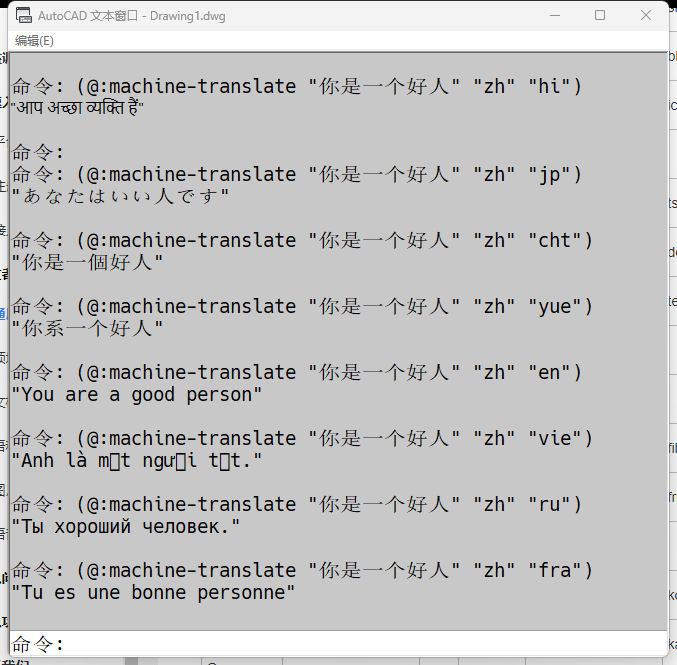 AutoCAD 文本窗口 - Drawing1.dwg
编辑(E)
命令: (@:machine-translate "你是一个好人" "zh" "hi")
"आप अच्छा व्यक्ति हैं"
命令:
命令: (@:machine-translate "你是一个好人" "zh" "jp")
"あなたはいい人です"
命令: (@:machine-translate "你是一个好人" "zh" "cht")
"你是一個好人"
命令: (@:machine-translate "你是一个好人" "zh" "yue")
"你系一个好人"
命令: (@:machine-translate "你是一个好人" "zh" "en")
"You are a good person"
命令: (@:machine-translate "你是一个好人" "zh" "vie")
"Anh là m▯t ngư▯i t▯t."
命令: (@:machine-translate "你是一个好人" "zh" "ru")
"Ты хороший человек."
命令: (@:machine-translate "你是一个好人" "zh" "fra")
"Tu es une bonne personne"
命令: